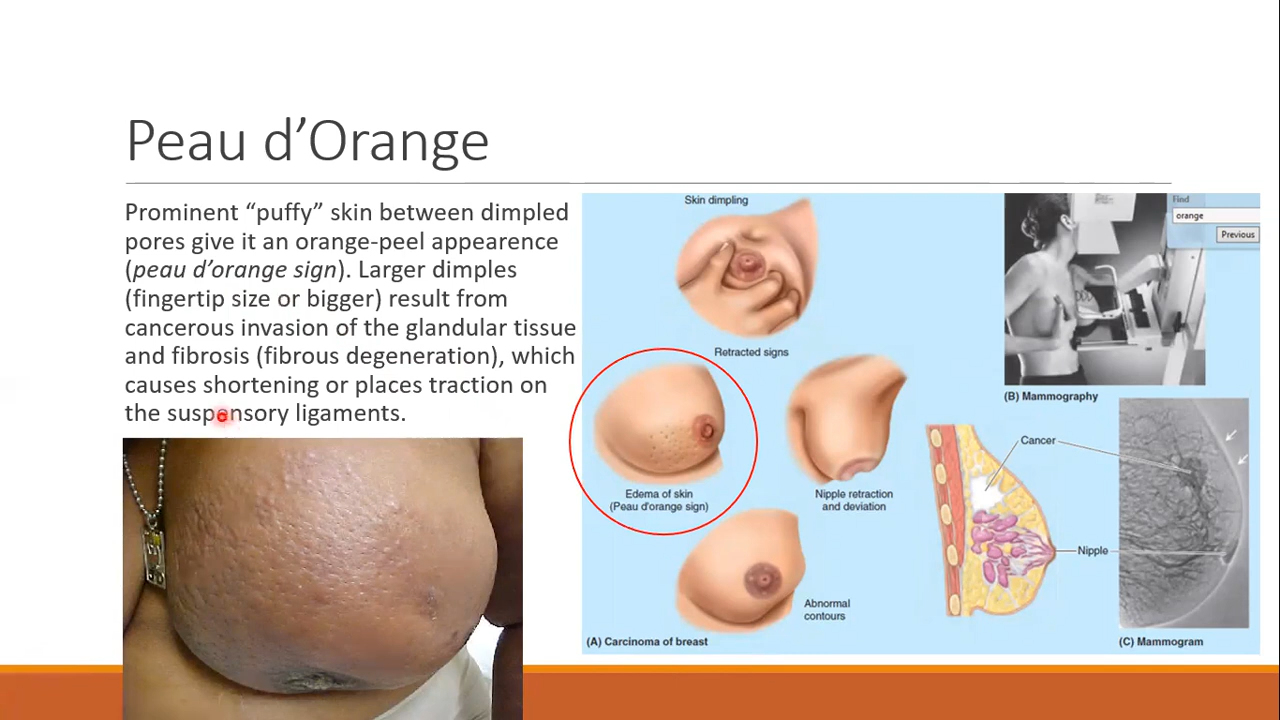 Peau d’Orange
Prominent “puffy” skin between dimpled
pores give it an orange-peel appearence
(peau d’orange sign). Larger dimples
(fingertip size or bigger) result from
cancerous invasion of the glandular tissue
and fibrosis (fibrous degeneration), which
causes shortening or places traction on
the suspensory ligaments.
Skin dimpling
Retracted signs
Edema of skin
(Peau d'orange sign)
Nipple retraction
and deviation
Abnormal
contours
(A) Carcinoma of breast
Find
orange
Previous
(B) Mammography
Cancer
Nipple
(C) Mammogram